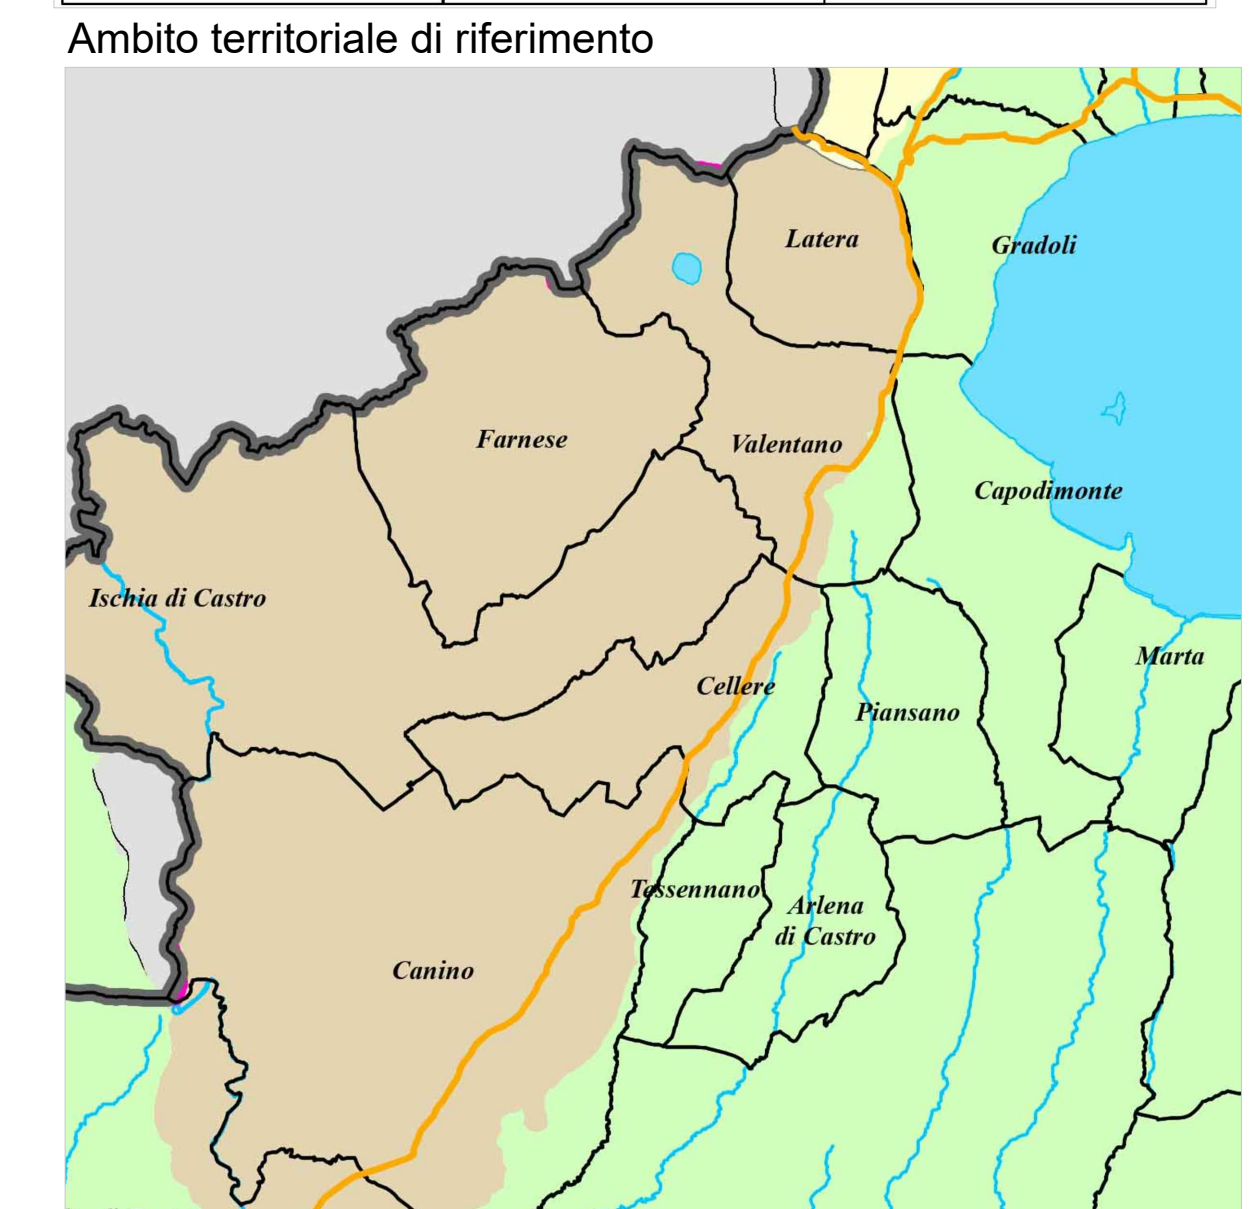 Ambito territoriale di riferimento
Latera
Gradoli
Farnese
Valentano
Capodimonte
Ischia di Castro
Marta
Cellere
Piansano
Tessennano
Arlena
di Castro
Canino